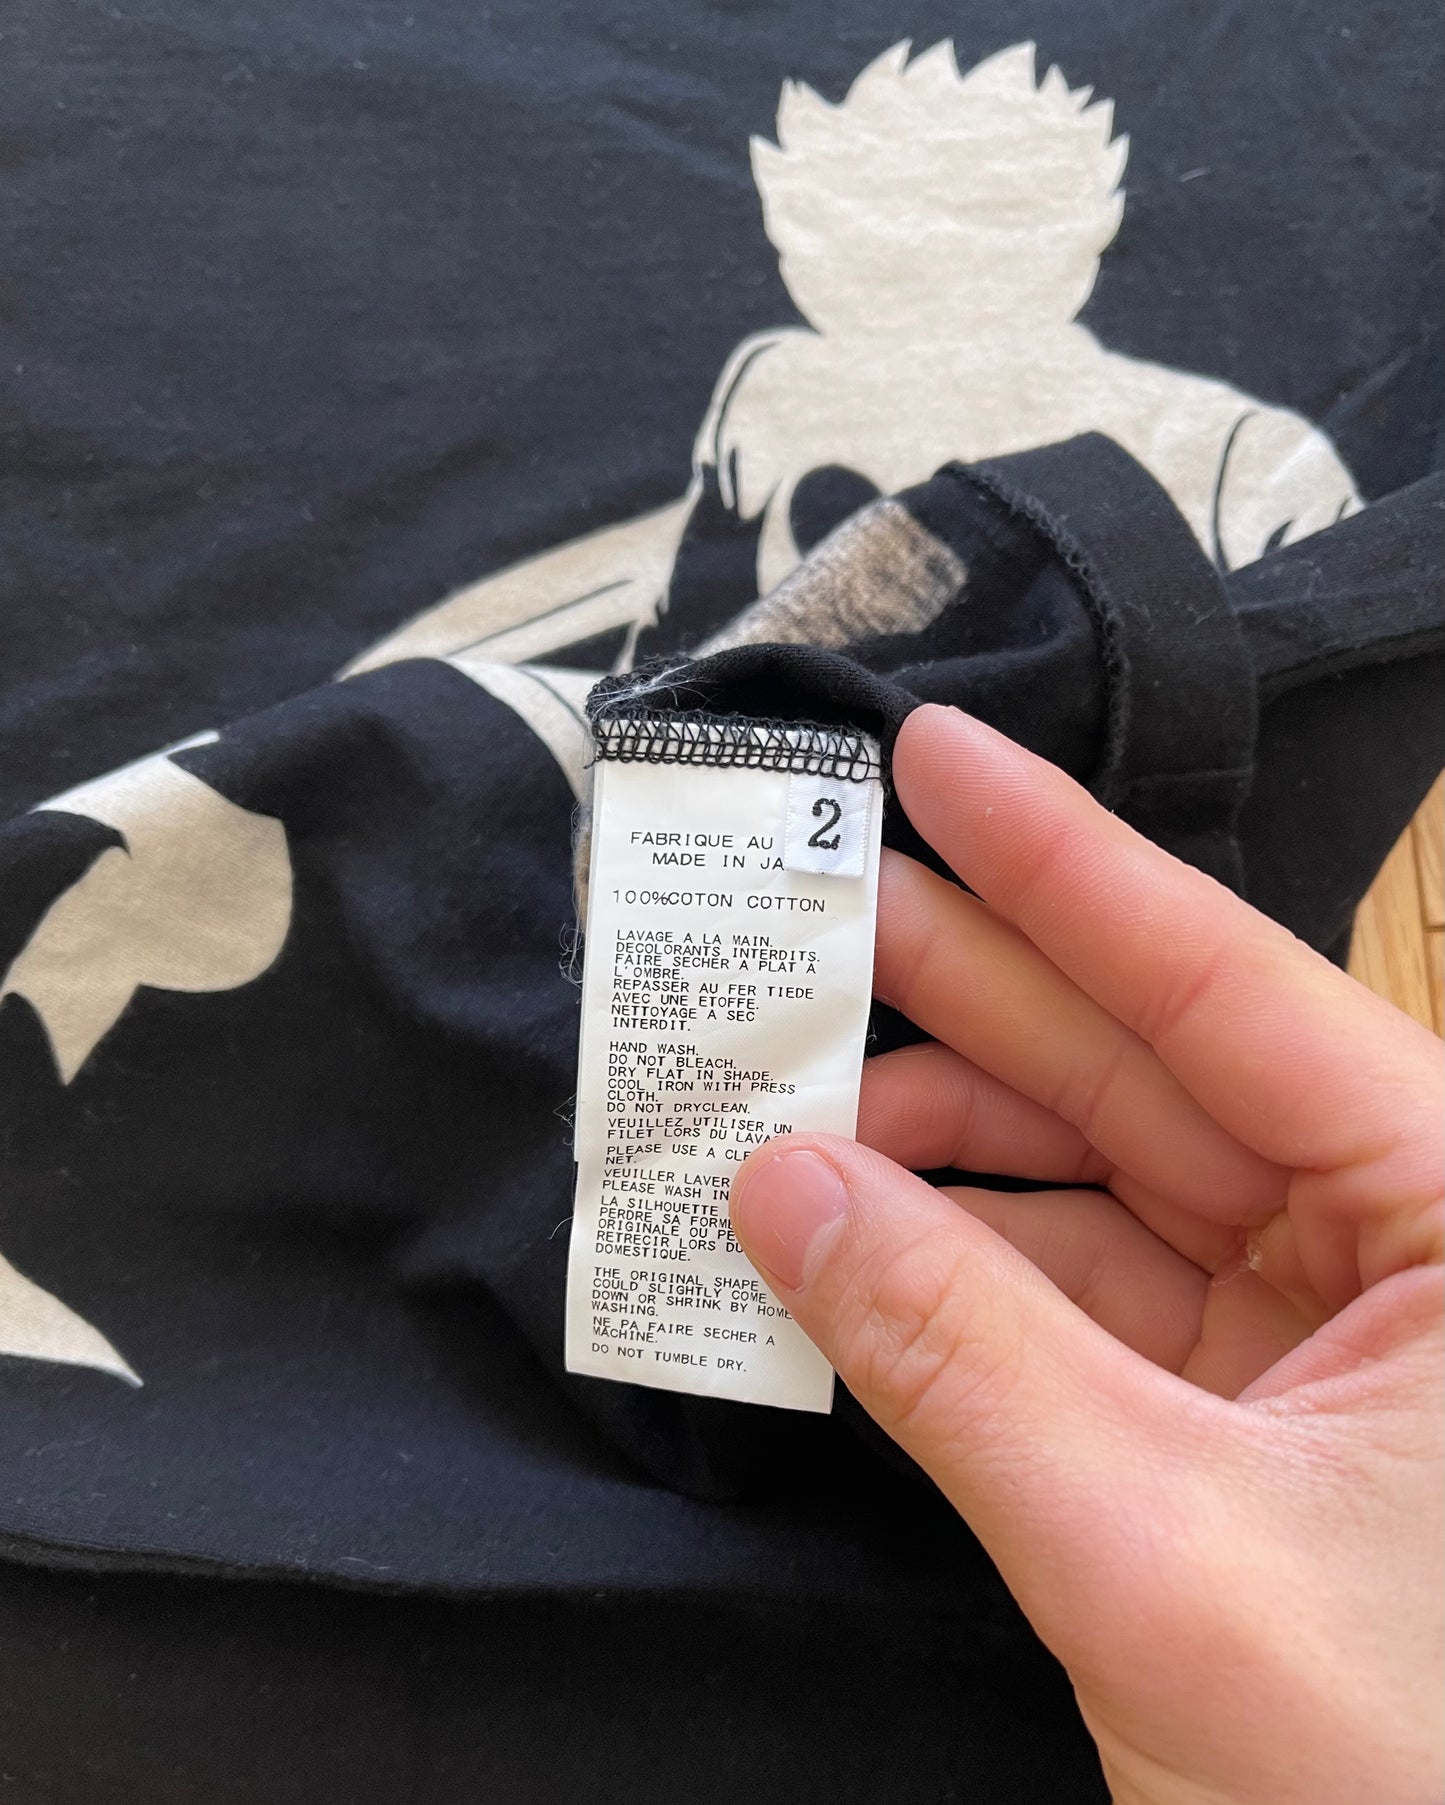 2
FABRIQUE AU
MADE IN JA
100%COTON COTTON
LAVAGE A LA MAIN.
DECOLORANTS INTERDITS.
FAIRE SECHER A PLAT A
L'OMBRE.
REPASSER AU FER TIEDE
AVEC UNE ETOFFE.
NETTOYAGE A SEC
INTERDIT.
HAND WASH.
DO NOT BLEACH.
DRY FLAT IN SHADE.
COOL IRON WITH PRESS
CLOTH.
DO NOT DRYCLEAN.
VEUILLEZ UTILISER UN
FILET LORS DU LAVA
PLEASE USE A CLE
NET.
VEUILLER LAVER
PLEASE WASH IN
LA SILHOUETTE
PERDRE SA FORME
ORIGINALE OU PE
RETRECIR LORS DU
DOMESTIQUE.
THE ORIGINAL SHAPE
COULD SLIGHTLY COME
DOWN OR SHRINK BY HOME
WASHING.
NE PA FAIRE SECHER A
MACHINE.
DO NOT TUMBLE DRY.